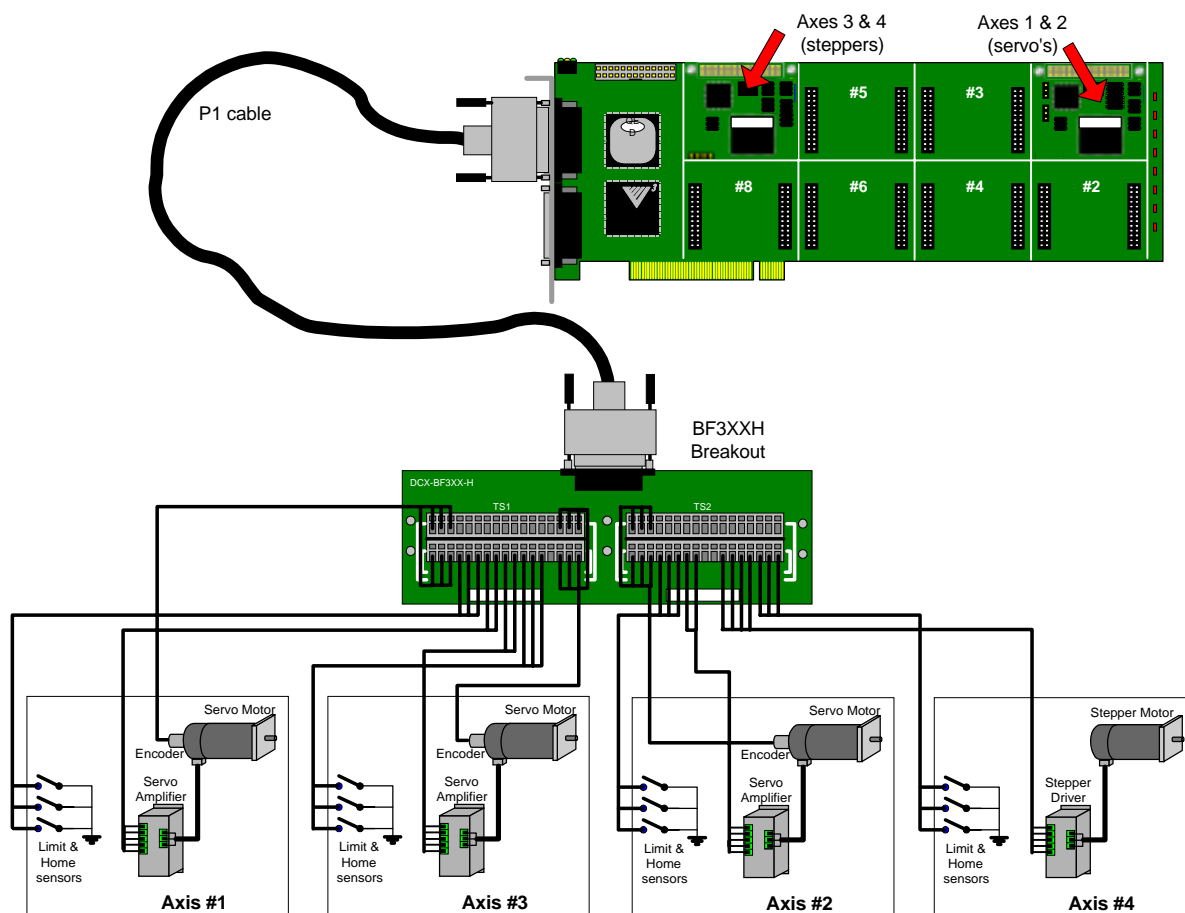 Axes 3 & 4
(steppers)
Axes 1 & 2
(servo's)
P1 cable
#5
#3
#8
#6
#4
#2
BF3XXH
Breakout
DCX-BF3XX-H
TS1
TS2
Servo Motor
Encoder
Servo
Amplifier
Limit &
Home
sensors
Axis #1
Servo Motor
Encoder
Servo
Amplifier
Limit &
Home
sensors
Axis #3
Servo Motor
Encoder
Servo
Amplifier
Limit &
Home
sensors
Axis #2
Stepper Motor
Stepper
Driver
Limit &
Home
sensors
Axis #4